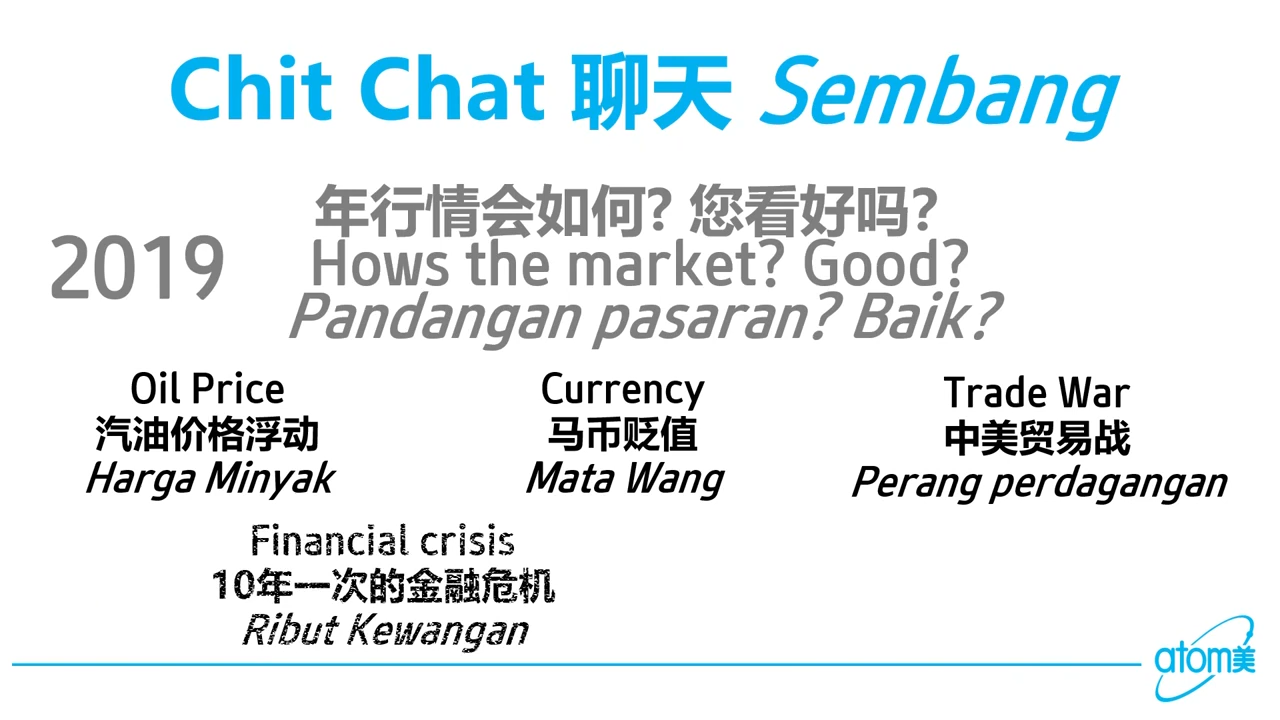 Chit Chat 聊天 Sembang
2019
年行情会如何? 您看好吗?
Hows the market? Good?
Pandangan pasaran? Baik?
Oil Price
汽油价格浮动
Harga Minyak
Currency
马币贬值
Mata Wang
Trade War
中美贸易战
Perang perdagangan
Financial crisis
10年一次的金融危机
Ribut Kewangan
atom美